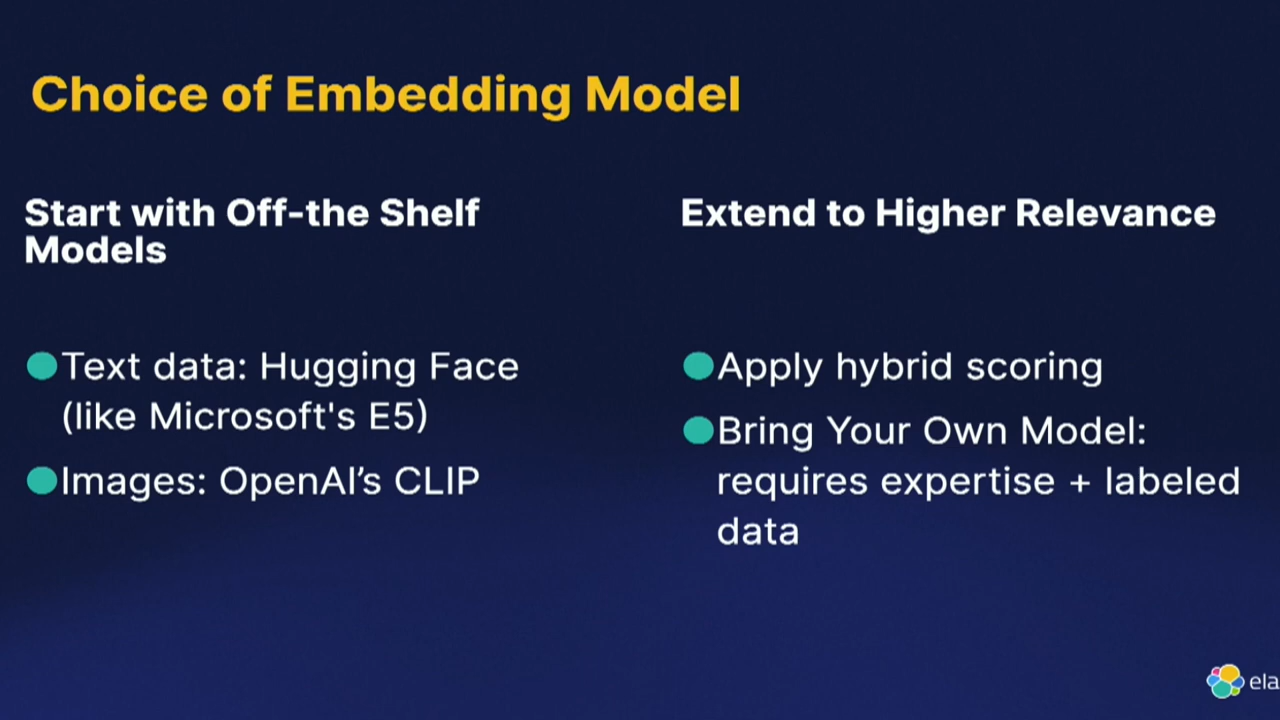 Choice of Embedding Model
Start with Off-the Shelf
Models
Text data: Hugging Face
(like Microsoft's E5)
Images: OpenAI’s CLIP
Extend to Higher Relevance
Apply hybrid scoring
Bring Your Own Model:
requires expertise + labeled
data
ela